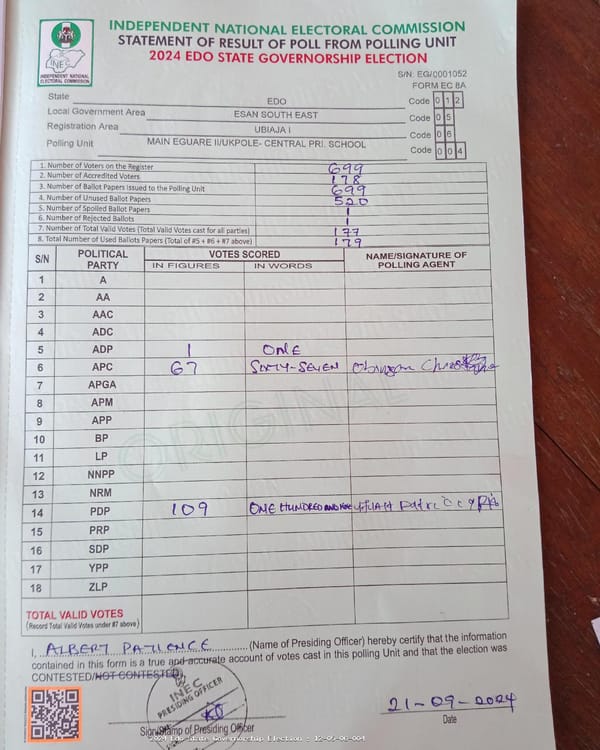 INDEPENDENT NATIONAL ELECTORAL COMMISSION
STATEMENT OF RESULT OF POLL FROM POLLING UNIT
2024 EDO STATE GOVERNORSHIP ELECTION
INEC
INDEPENDENT NATIONAL ELECTORAL COMMISSION
S/N: EG/0001052
FORM EC 8A
State EDO Code 0 1 2
Local Government Area ESAN SOUTH EAST Code 0 5
Registration Area UBIAJA I Code 0 6
Polling Unit MAIN EGUARE II/UKPOLE- CENTRAL PRI. SCHOOL Code 0 0 4
1. Number of Voters on the Register 699
2. Number of Accredited Voters 178
3. Number of Ballot Papers Issued to the Polling Unit 699
4. Number of Unused Ballot Papers 520
5. Number of Spoiled Ballot Papers 1
6. Number of Rejected Ballots 1
7. Number of Total Valid Votes (Total Valid Votes cast for all parties) 177
8. Total Number of Used Ballots Papers (Total of #5 + #6 + #7 above) 179
S/N POLITICAL PARTY VOTES SCORED NAME/SIGNATURE OF POLLING AGENT
IN FIGURES IN WORDS
1 A
2 AA
3 AAC
4 ADC
5 ADP 1 ONE
6 APC 67 SIXTY-SEVEN
7 APGA
8 APM
9 APP
10 BP
11 LP
12 NNPP
13 NRM
14 PDP 109 ONE HUNDRED AND NINE
15 PRP
16 SDP
17 YPP
18 ZLP
ORIGINAL
TOTAL VALID VOTES
(Record Total Valid Votes under #7 above)
I, ALBERT PATIENCE (Name of Presiding Officer) hereby certify that the information
contained in this form is a true and accurate account of votes cast in this polling Unit and that the election was
CONTESTED/NOT CONTESTED.
INEC
PRESIDING OFFICER
21-09-2024
Sign/Stamp of Presiding Officer Date
2024 Edo State Governorship Election - 12-05-06-004